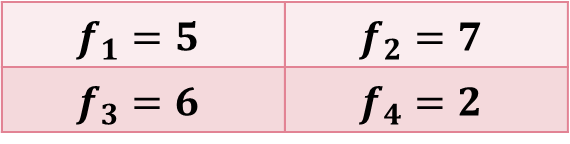 f₁ = 5 f₂ = 7
f₃ = 6 f₄ = 2